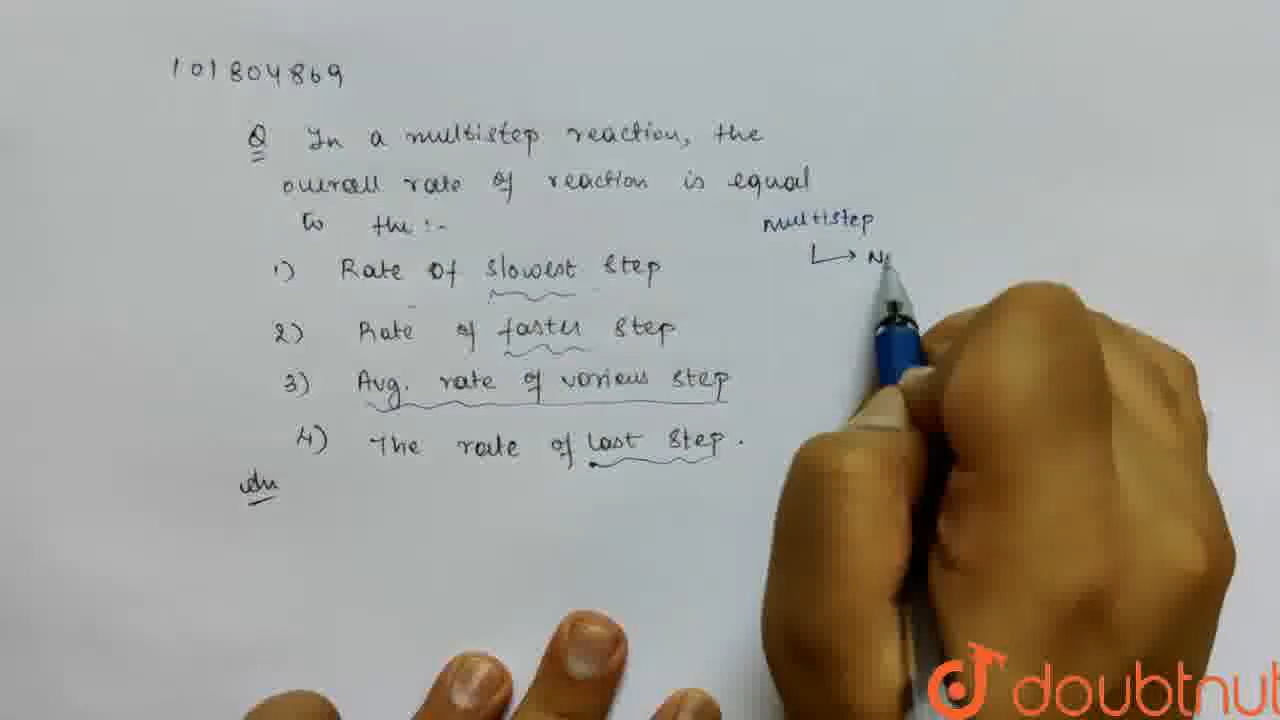 101804869
Q In a multistep reaction, the
overall rate of reaction is equal
to the :-
1) Rate of slowest step
2) Rate of faster step
3) Avg. rate of various step
4) The rate of last step.
multistep
↳ N
Ans
doubtnut